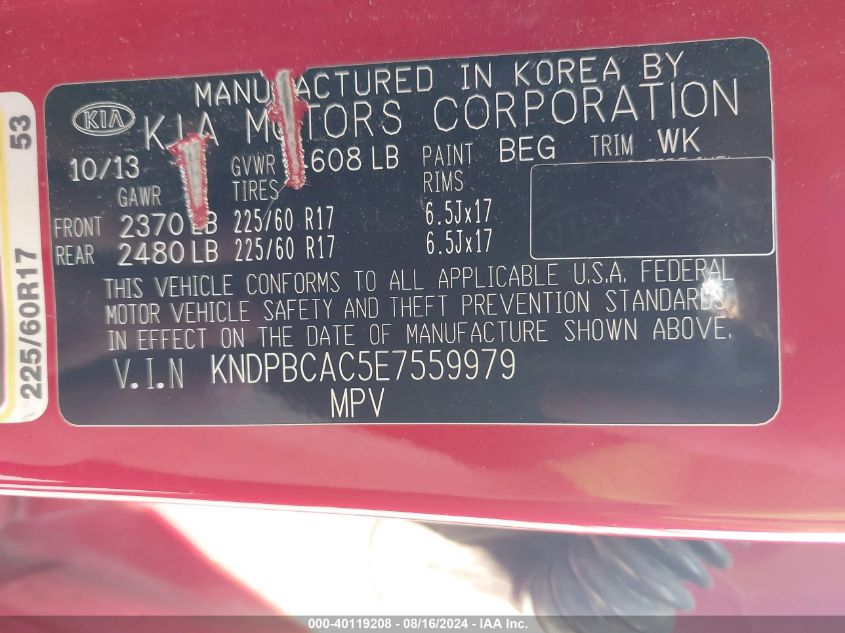 MANUFACTURED IN KOREA BY
KIA KIA MOTORS CORPORATION
10/13 GVWR 608 LB PAINT BEG TRIM WK
GAWR TIRES RIMS
FRONT 2370 LB 225/60 R17 6.5Jx17
REAR 2480 LB 225/60 R17 6.5Jx17
THIS VEHICLE CONFORMS TO ALL APPLICABLE U.S.A. FEDERAL
MOTOR VEHICLE SAFETY AND THEFT PREVENTION STANDARDS
IN EFFECT ON THE DATE OF MANUFACTURE SHOWN ABOVE.
V.I.N KNDPBCAC5E7559979
MPV
53
225/60R17
000-40119208 - 08/16/2024 - IAA Inc.